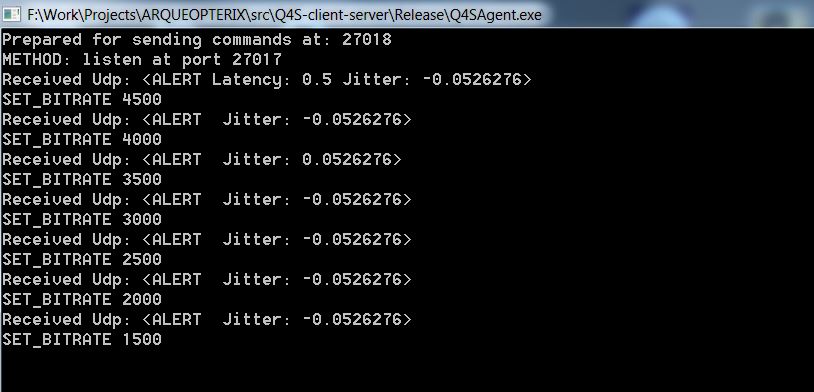 F:\Work\Projects\ARQUEOPTERIX\src\Q4S-client-server\Release\Q4SAgent.exe
Prepared for sending commands at: 27018
METHOD: listen at port 27017
Received Udp: <ALERT Latency: 0.5 Jitter: -0.0526276>
SET_BITRATE 4500
Received Udp: <ALERT  Jitter: -0.0526276>
SET_BITRATE 4000
Received Udp: <ALERT  Jitter: 0.0526276>
SET_BITRATE 3500
Received Udp: <ALERT  Jitter: -0.0526276>
SET_BITRATE 3000
Received Udp: <ALERT  Jitter: -0.0526276>
SET_BITRATE 2500
Received Udp: <ALERT  Jitter: -0.0526276>
SET_BITRATE 2000
Received Udp: <ALERT  Jitter: -0.0526276>
SET_BITRATE 1500